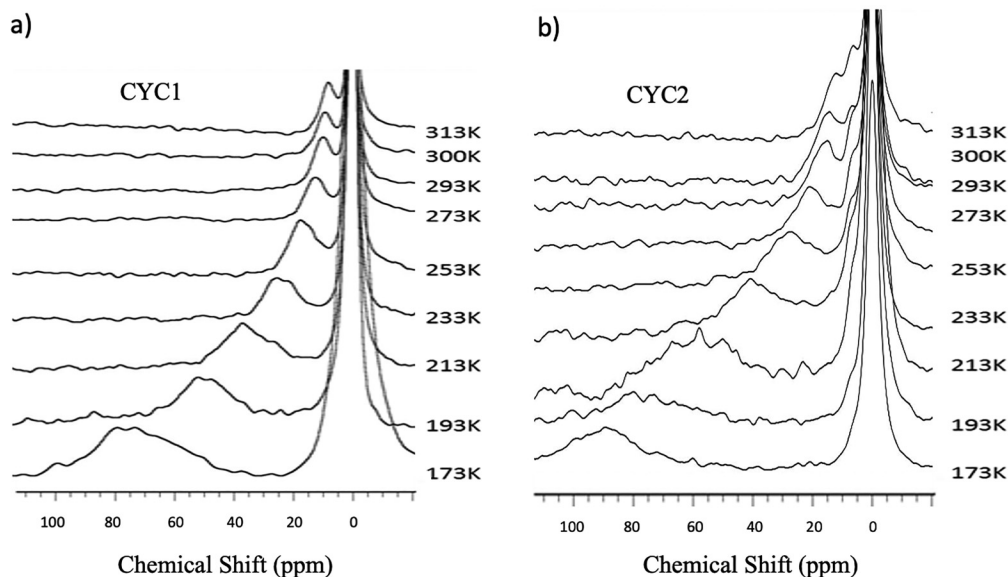 a)
CYC1
313K
300K
293K
273K
253K
233K
213K
193K
173K
100 80 60 40 20 0
Chemical Shift (ppm)
b)
CYC2
313K
300K
293K
273K
253K
233K
213K
193K
173K
100 80 60 40 20 0
Chemical Shift (ppm)